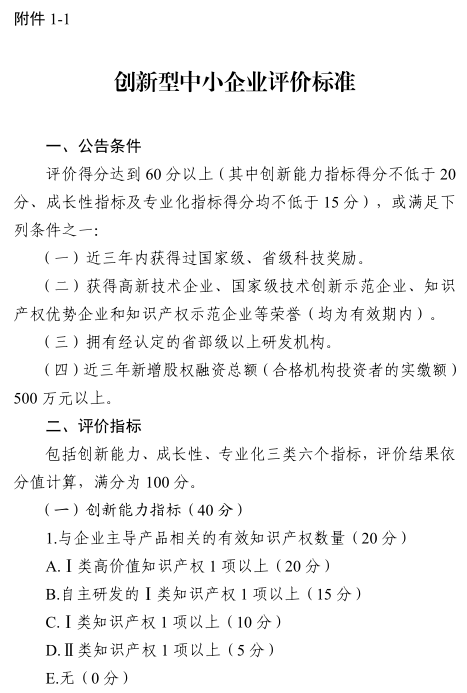 附件 1-1
创新型中小企业评价标准
一、公告条件
评价得分达到 60 分以上（其中创新能力指标得分不低于 20
分、成长性指标及专业化指标得分均不低于 15 分），或满足下
列条件之一:
（一）近三年内获得过国家级、省级科技奖励。
（二）获得高新技术企业、国家级技术创新示范企业、知识
产权优势企业和知识产权示范企业等荣誉（均为有效期内）。
（三）拥有经认定的省部级以上研发机构。
（四）近三年新增股权融资总额（合格机构投资者的实缴额）
500 万元以上。
二、评价指标
包括创新能力、成长性、专业化三类六个指标，评价结果依
分值计算，满分为 100 分。
（一）创新能力指标（40 分）
1.与企业主导产品相关的有效知识产权数量（20 分）
A.Ⅰ类高价值知识产权 1 项以上（20 分）
B.自主研发的Ⅰ类知识产权 1 项以上（15 分）
C.Ⅰ类知识产权 1 项以上（10 分）
D.Ⅱ类知识产权 1 项以上（5 分）
E.无（0 分）